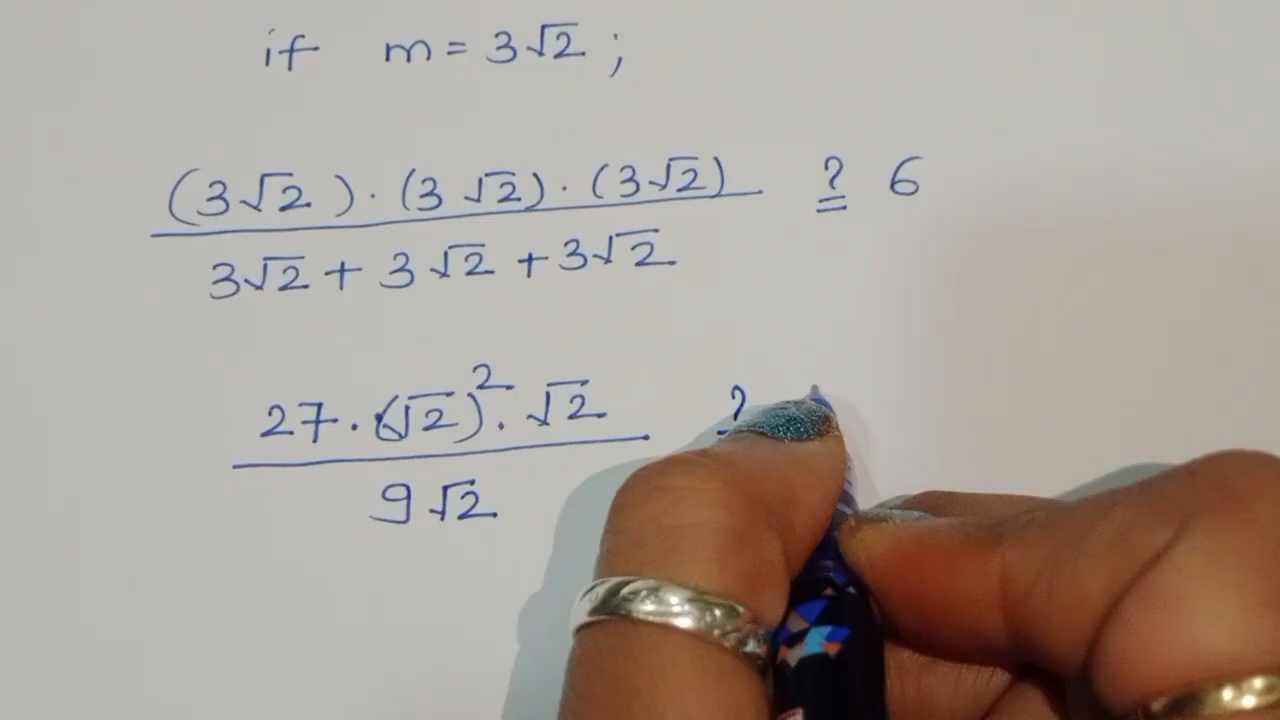 if m = 3√2 ;
(3√2) · (3√2) · (3√2) ≟ 6
3√2 + 3√2 + 3√2
27 · (√2)² · √2 ?
9√2